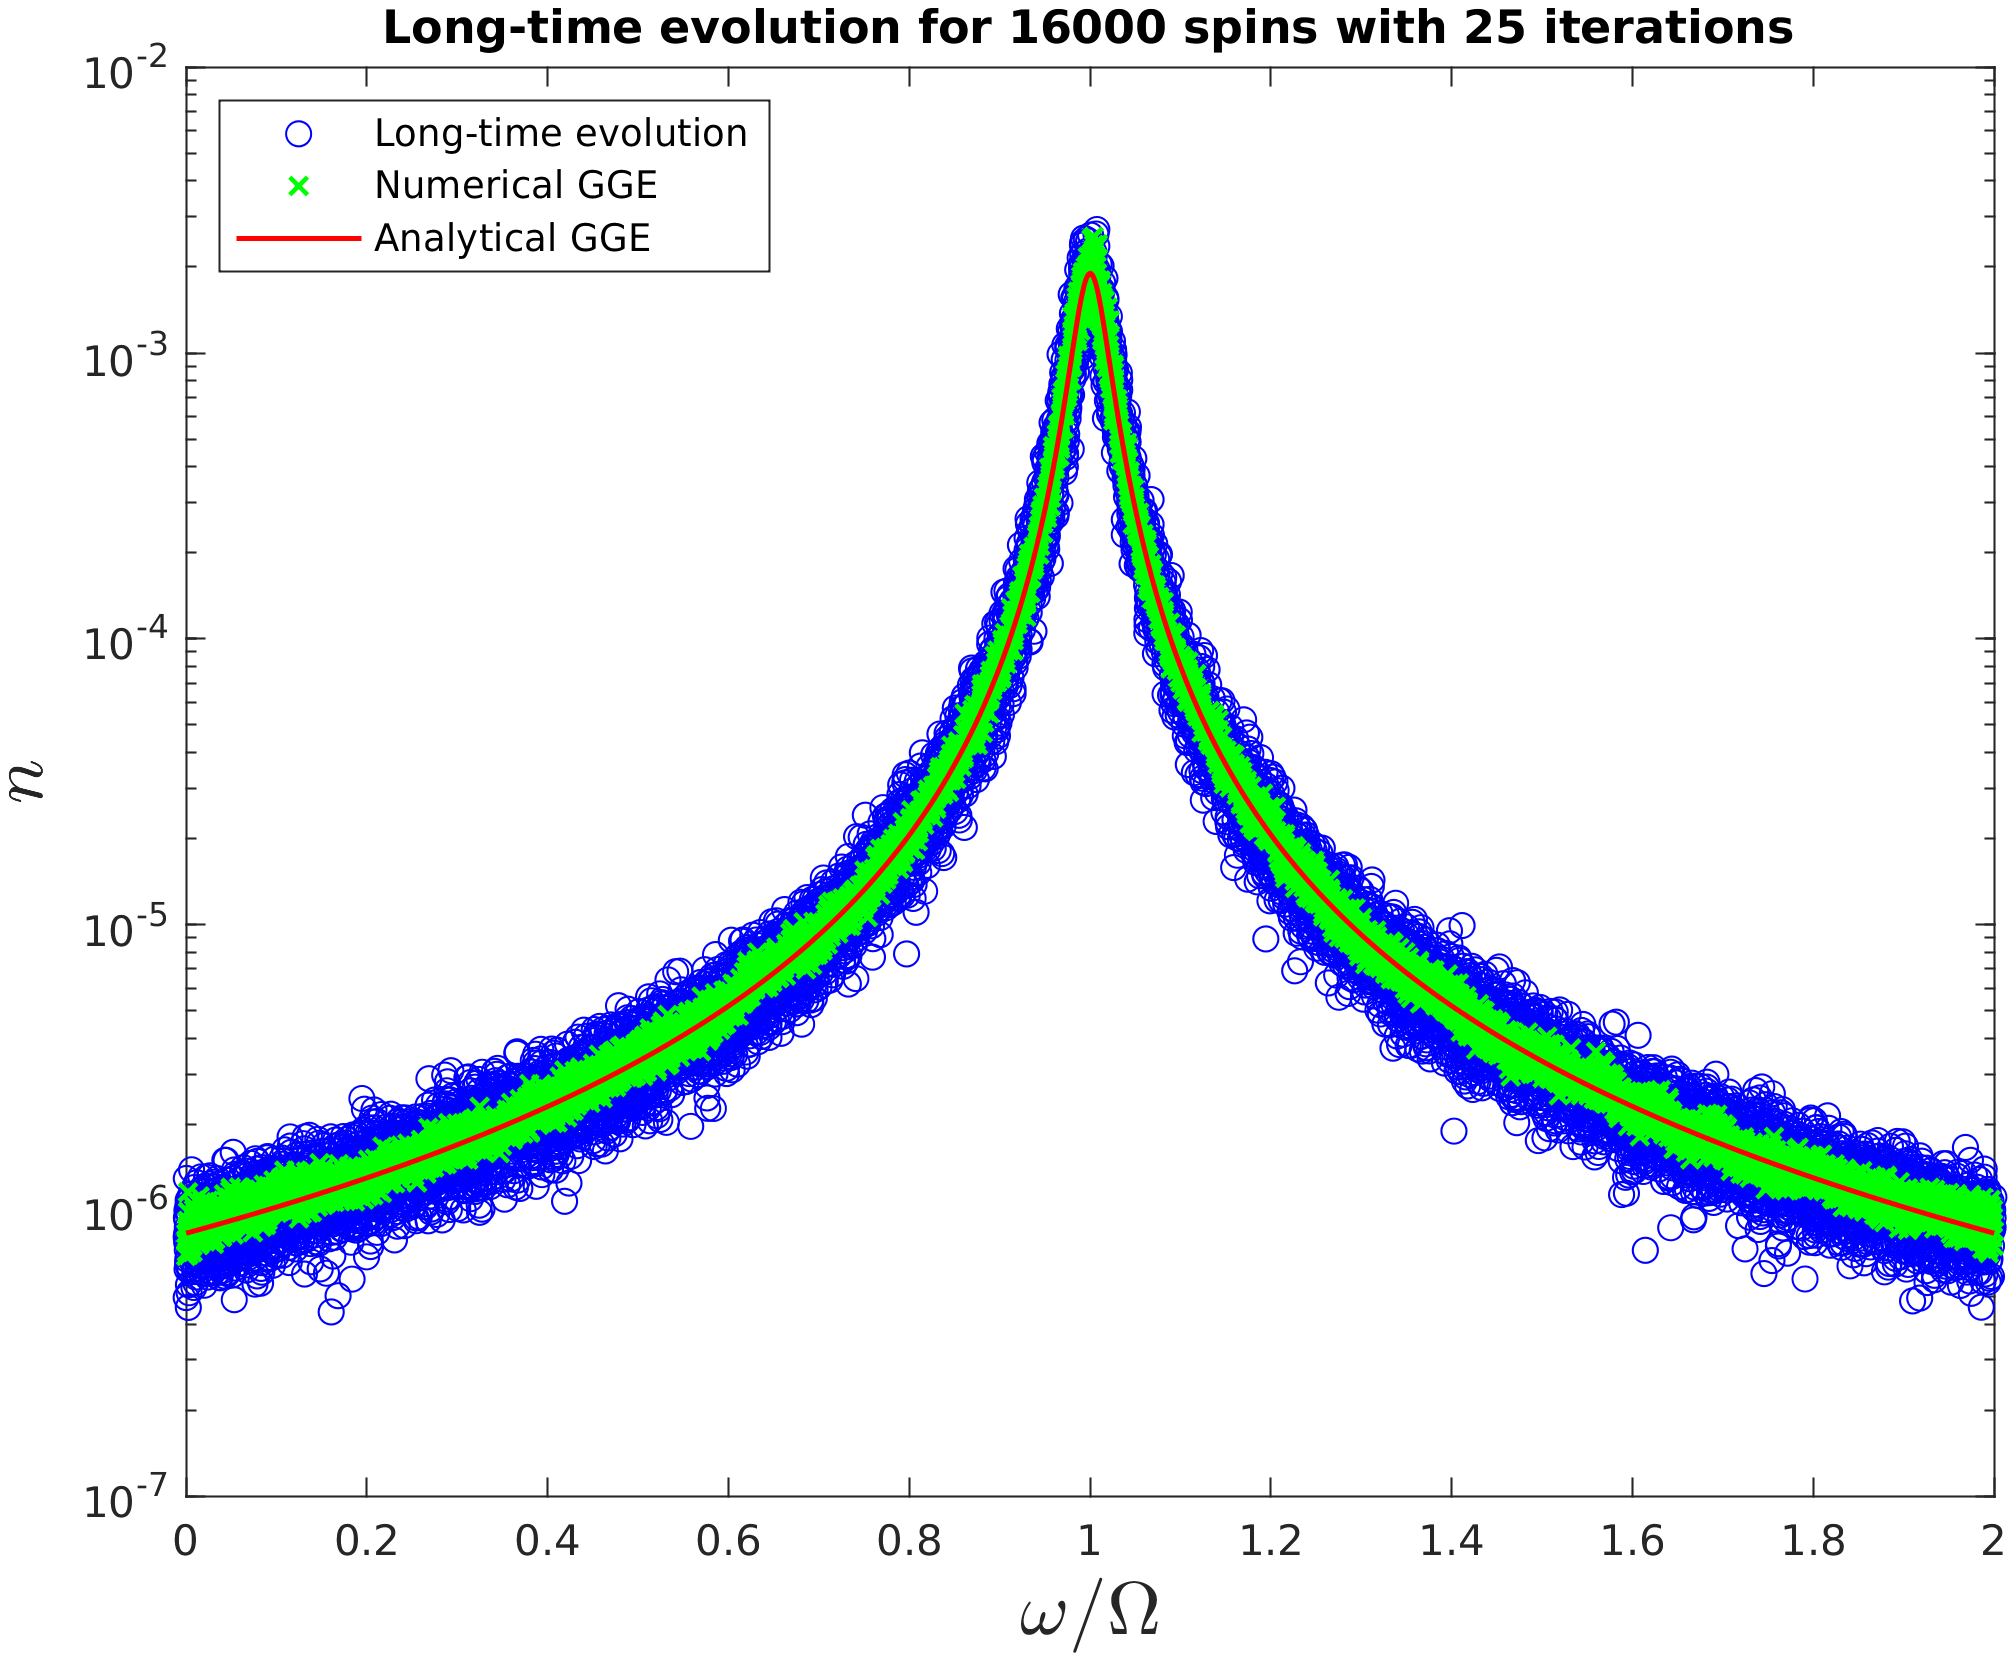 Long-time evolution for 16000 spins with 25 iterations
Long-time evolution
Numerical GGE
Analytical GGE
10^-2
10^-3
10^-4
10^-5
10^-6
10^-7
n
0 0.2 0.4 0.6 0.8 1 1.2 1.4 1.6 1.8 2
ω/Ω